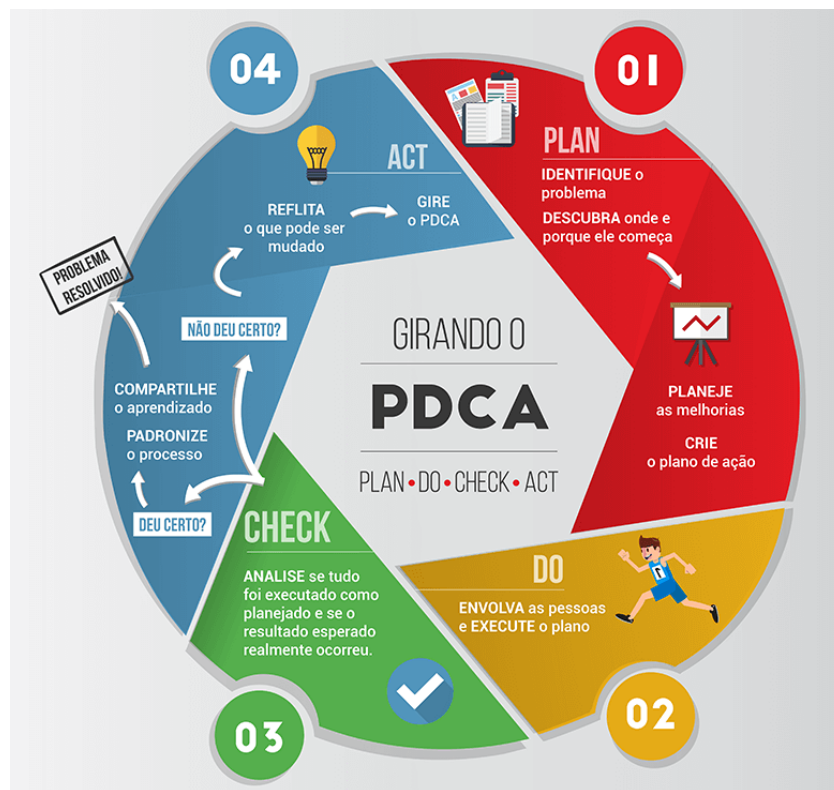 01
PLAN
IDENTIFIQUE o
problema
DESCUBRA onde e
porque ele começa
PLANEJE
as melhorias
CRIE
o plano de ação
02
DO
ENVOLVA as pessoas
e EXECUTE o plano
03
CHECK
ANALISE se tudo
foi executado como
planejado e se o
resultado esperado
realmente ocorreu.
04
ACT
DEU CERTO?
PADRONIZE
o processo
COMPARTILHE
o aprendizado
PROBLEMA
RESOLVIDO!
NÃO DEU CERTO?
REFLITA
o que pode ser
mudado
GIRE
o PDCA
GIRANDO O
PDCA
PLAN • DO • CHECK • ACT